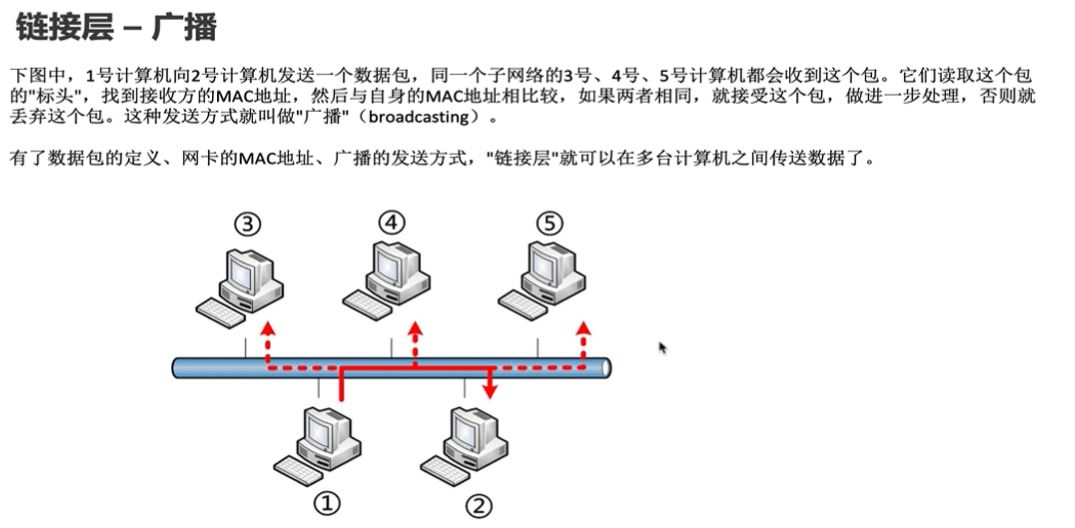 链接层 – 广播
下图中，1号计算机向2号计算机发送一个数据包，同一个子网络的3号、4号、5号计算机都会收到这个包。它们读取这个包
的"标头"，找到接收方的MAC地址，然后与自身的MAC地址相比较，如果两者相同，就接受这个包，做进一步处理，否则就
丢弃这个包。这种发送方式就叫做"广播"（broadcasting）。
有了数据包的定义、网卡的MAC地址、广播的发送方式，"链接层"就可以在多台计算机之间传送数据了。
③ ④ ⑤
① ②